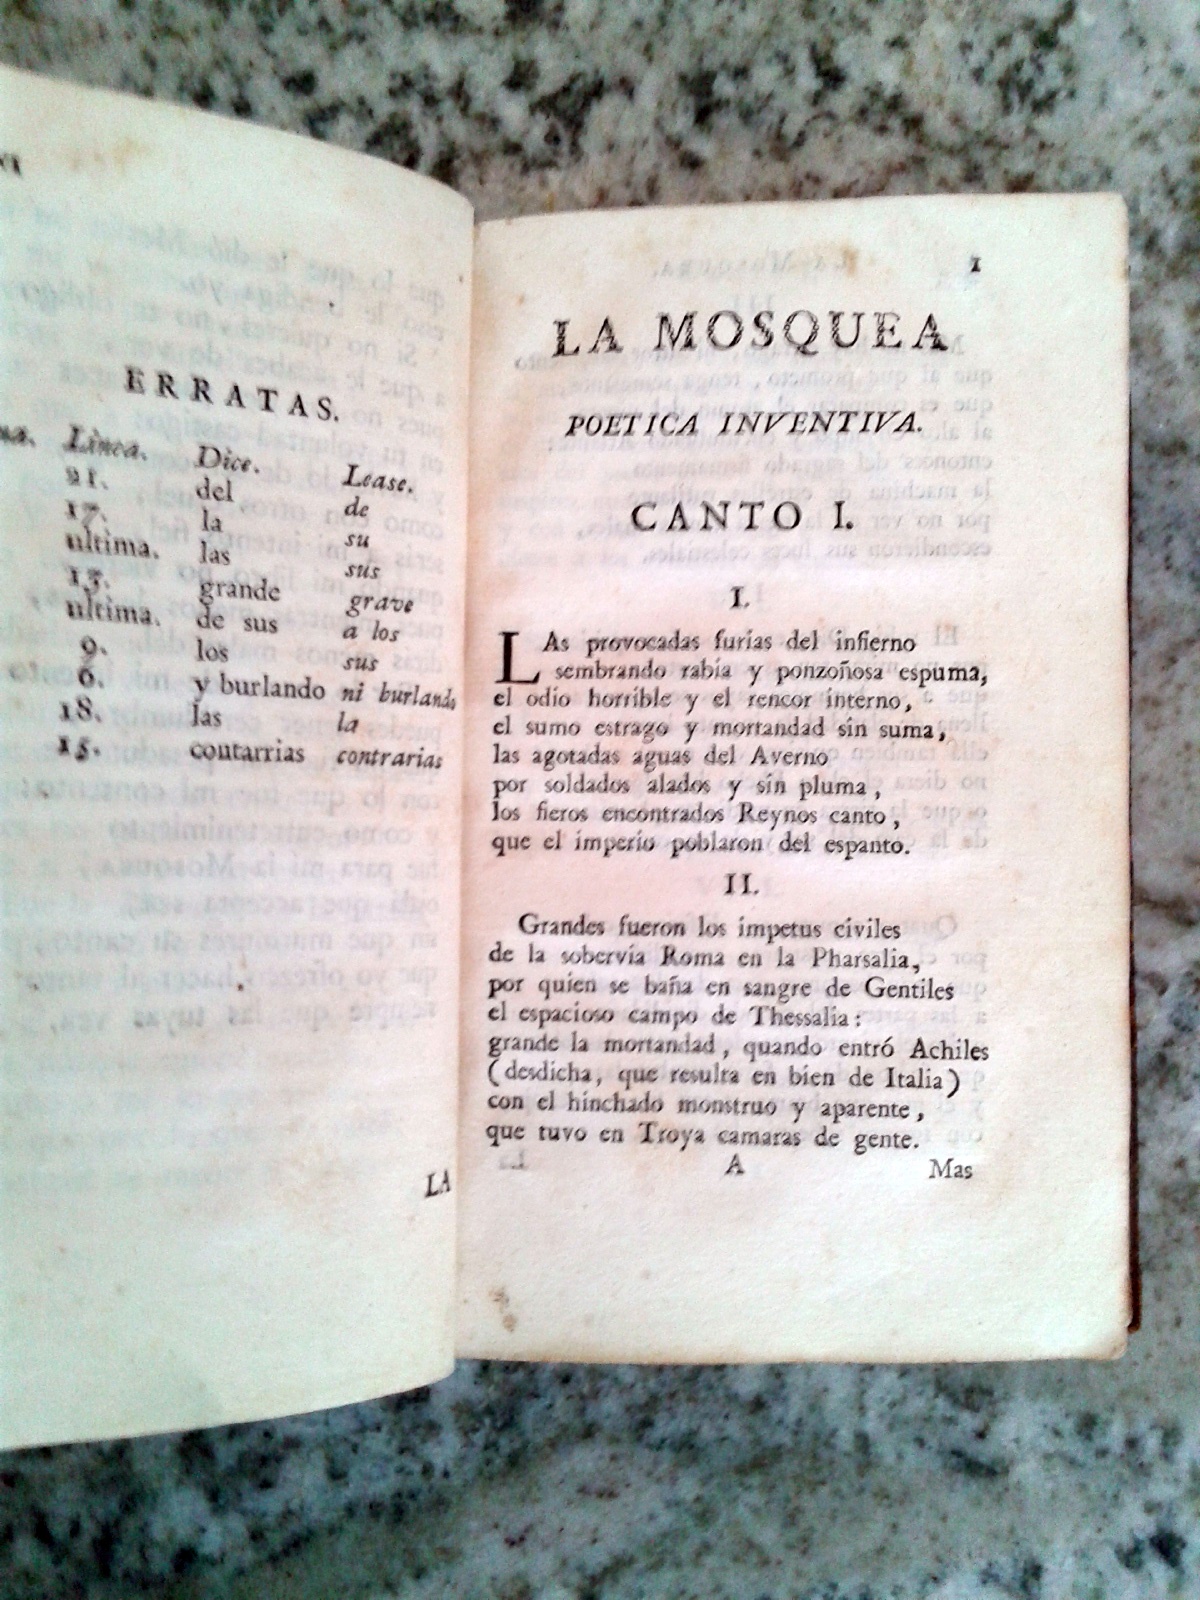 ERRATAS.
Linea. Dice. Lease.
21. del de
17. la su
ultima. las sus
13. grande grave
ultima. de sus a los
9. los sus
6. y burlando ni burlando
18. las la
15. contarrias contrarias
LA
1
LA MOSQUEA
POETICA INVENTIVA.
CANTO I.
I.
LAs provocadas furias del infierno
sembrando rabia y ponzoñosa espuma,
el odio horrible y el rencor interno,
el sumo estrago y mortandad sin suma,
las agotadas aguas del Averno
por soldados alados y sin pluma,
los fieros encontrados Reynos canto,
que el imperio poblaron del espanto.
II.
Grandes fueron los impetus civiles
de la sobervia Roma en la Pharsalia,
por quien se baña en sangre de Gentiles
el espacioso campo de Thessalia:
grande la mortandad, quando entró Achiles
(desdicha, que resulta en bien de Italia)
con el hinchado monstruo y aparente,
que tuvo en Troya camaras de gente.
A Mas